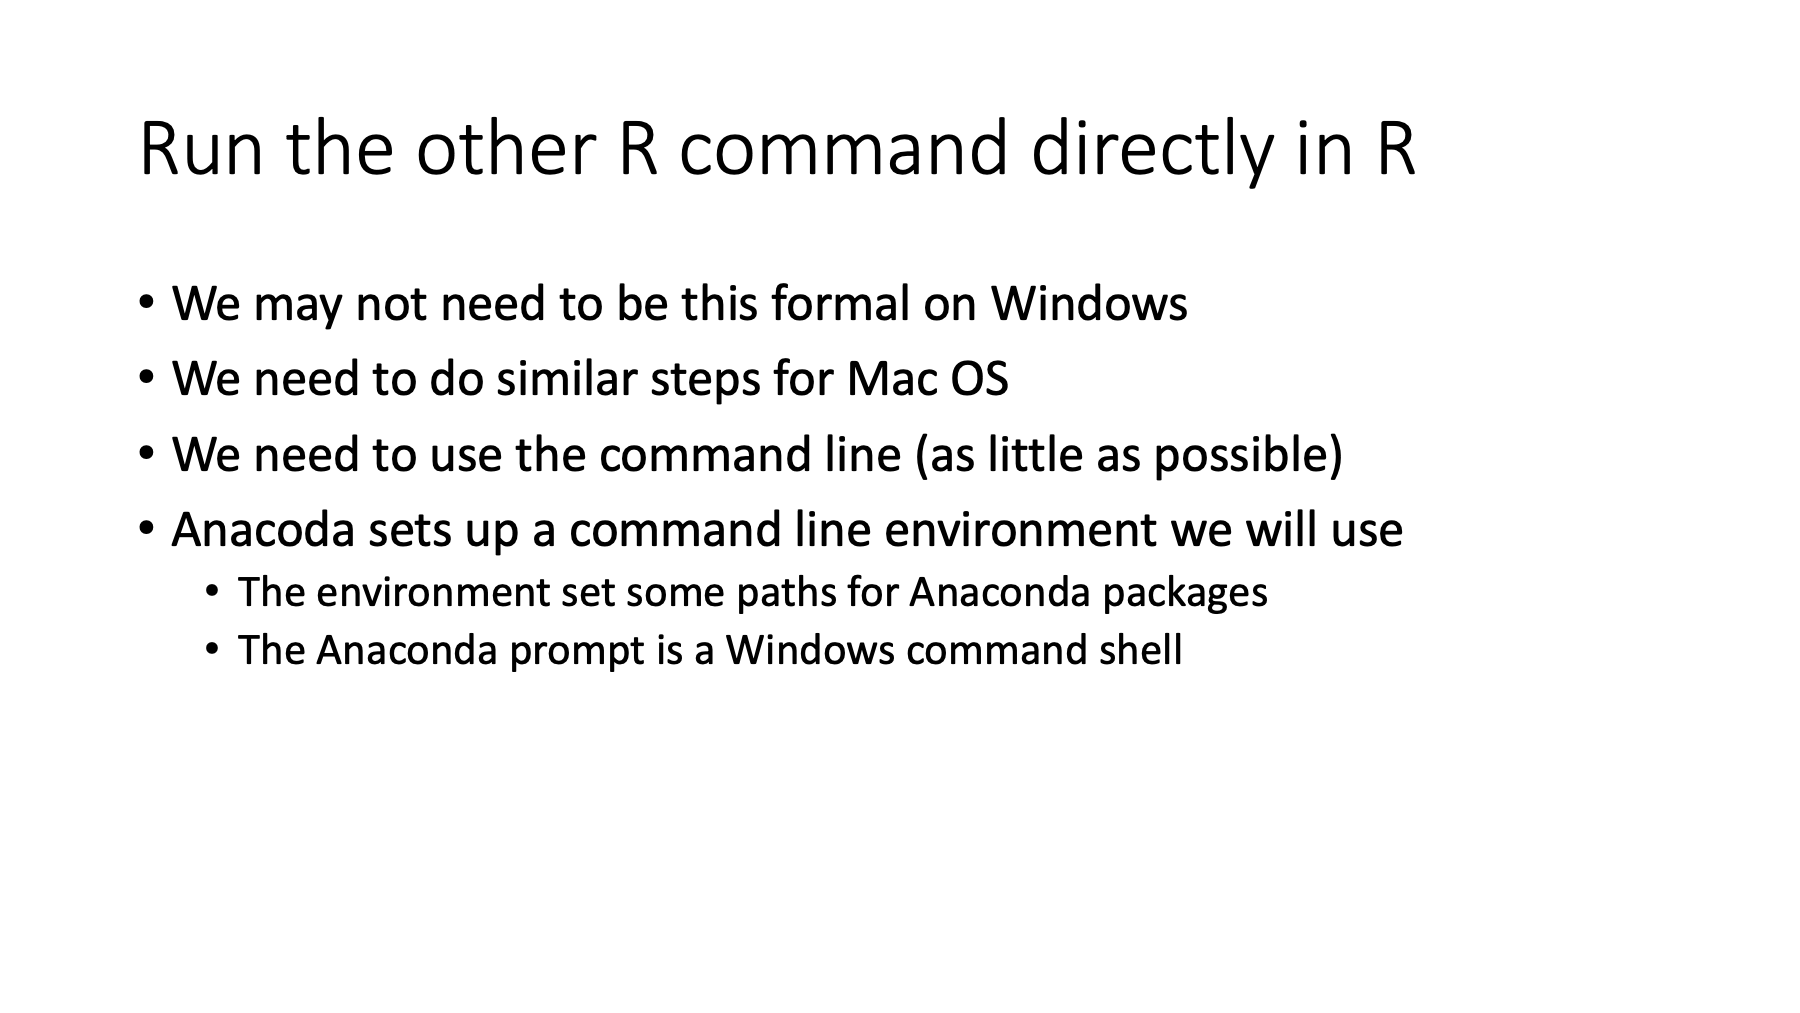 Run the other R command directly in R
• We may not need to be this formal on Windows
• We need to do similar steps for Mac OS
• We need to use the command line (as little as possible)
• Anacoda sets up a command line environment we will use
• The environment set some paths for Anaconda packages
• The Anaconda prompt is a Windows command shell